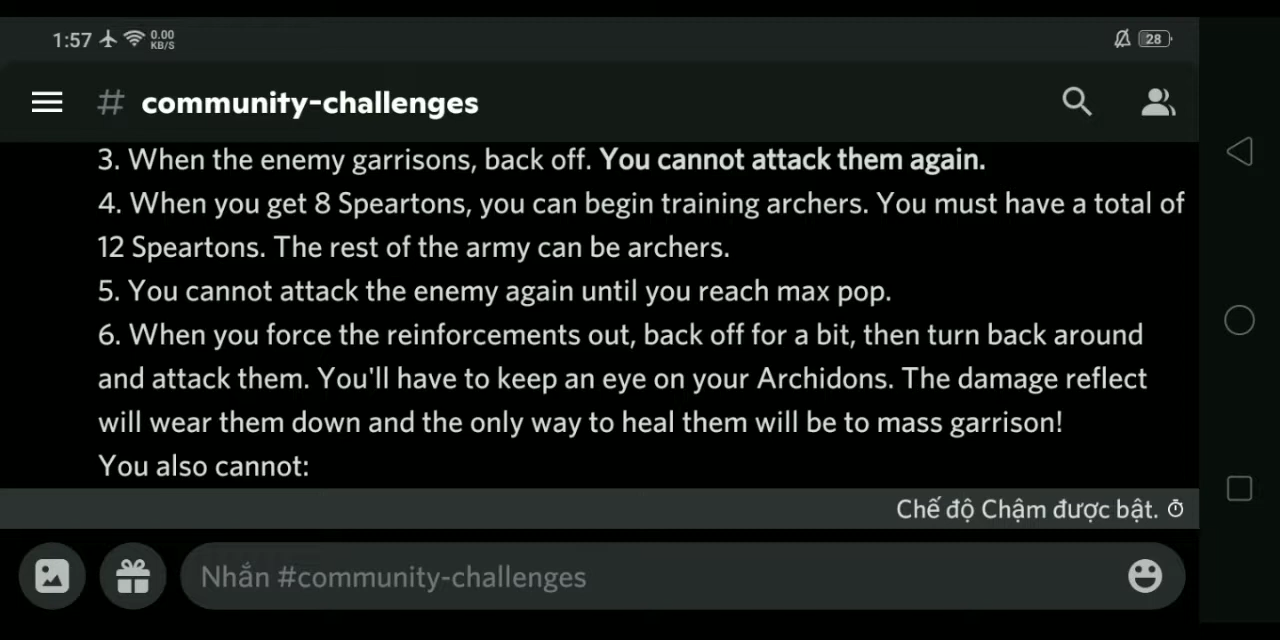 1:57 0.00 KB/S 28
# community-challenges
3. When the enemy garrisons, back off. You cannot attack them again.
4. When you get 8 Speartons, you can begin training archers. You must have a total of
12 Speartons. The rest of the army can be archers.
5. You cannot attack the enemy again until you reach max pop.
6. When you force the reinforcements out, back off for a bit, then turn back around
and attack them. You'll have to keep an eye on your Archidons. The damage reflect
will wear them down and the only way to heal them will be to mass garrison!
You also cannot:
Chế độ Chậm được bật.
Nhắn #community-challenges